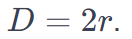 D = 2r.